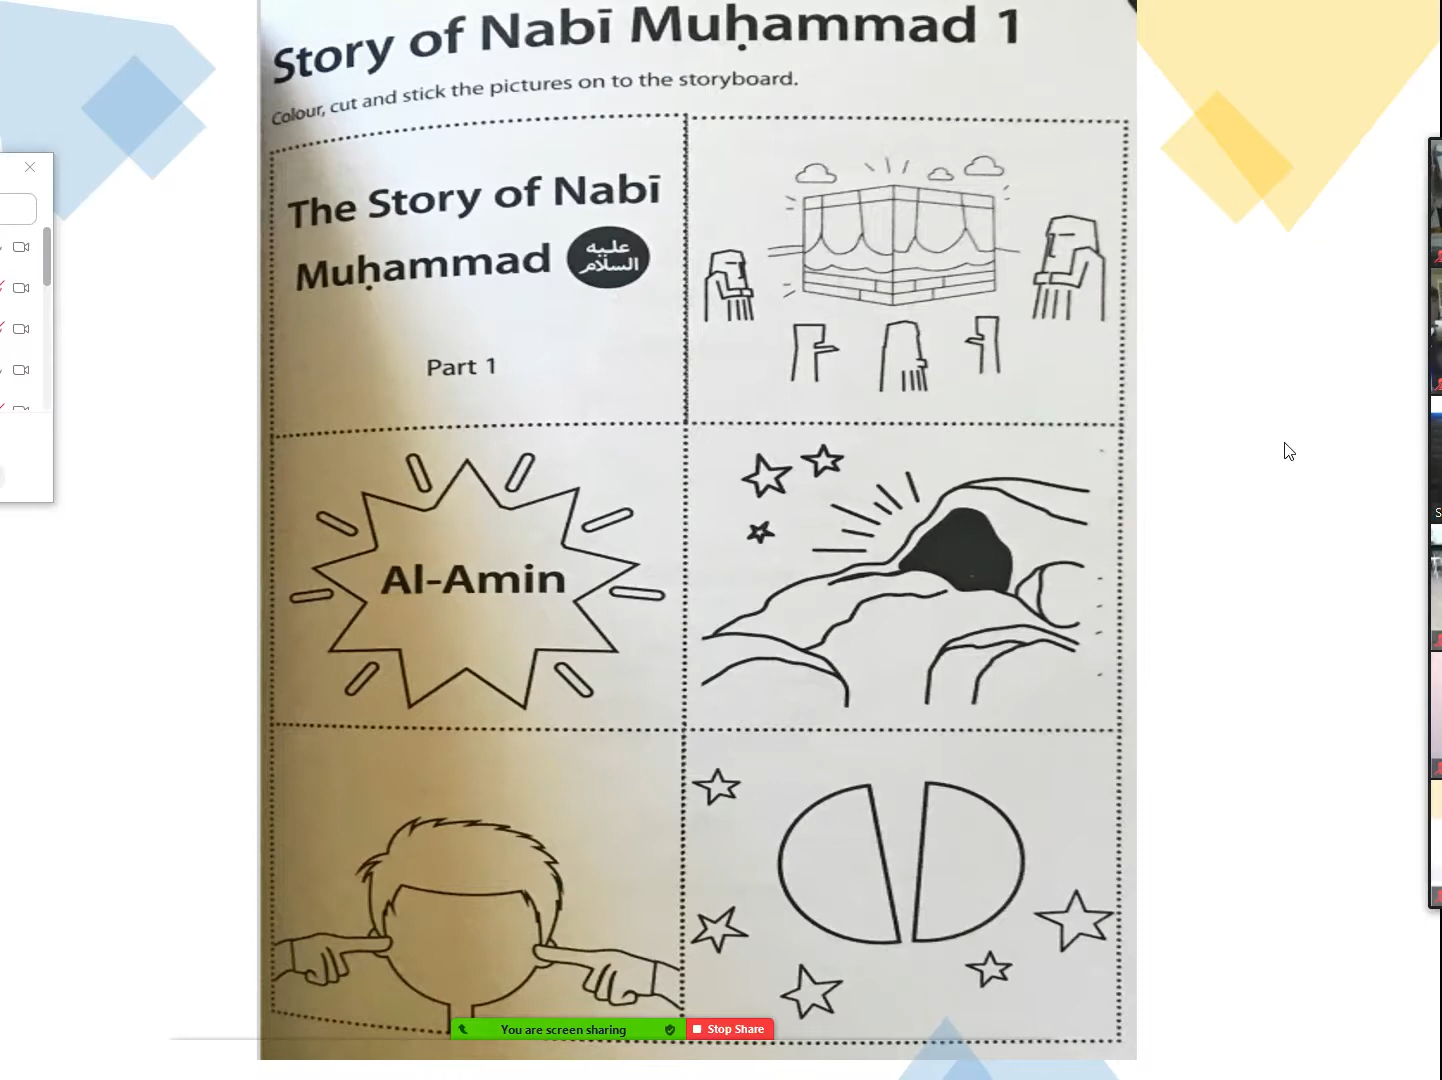 Story of Nabī Muḥammad 1
Colour, cut and stick the pictures on to the storyboard.
The Story of Nabī
Muḥammad عليه السلام
Part 1
Al-Amin
You are screen sharing
Stop Share
S